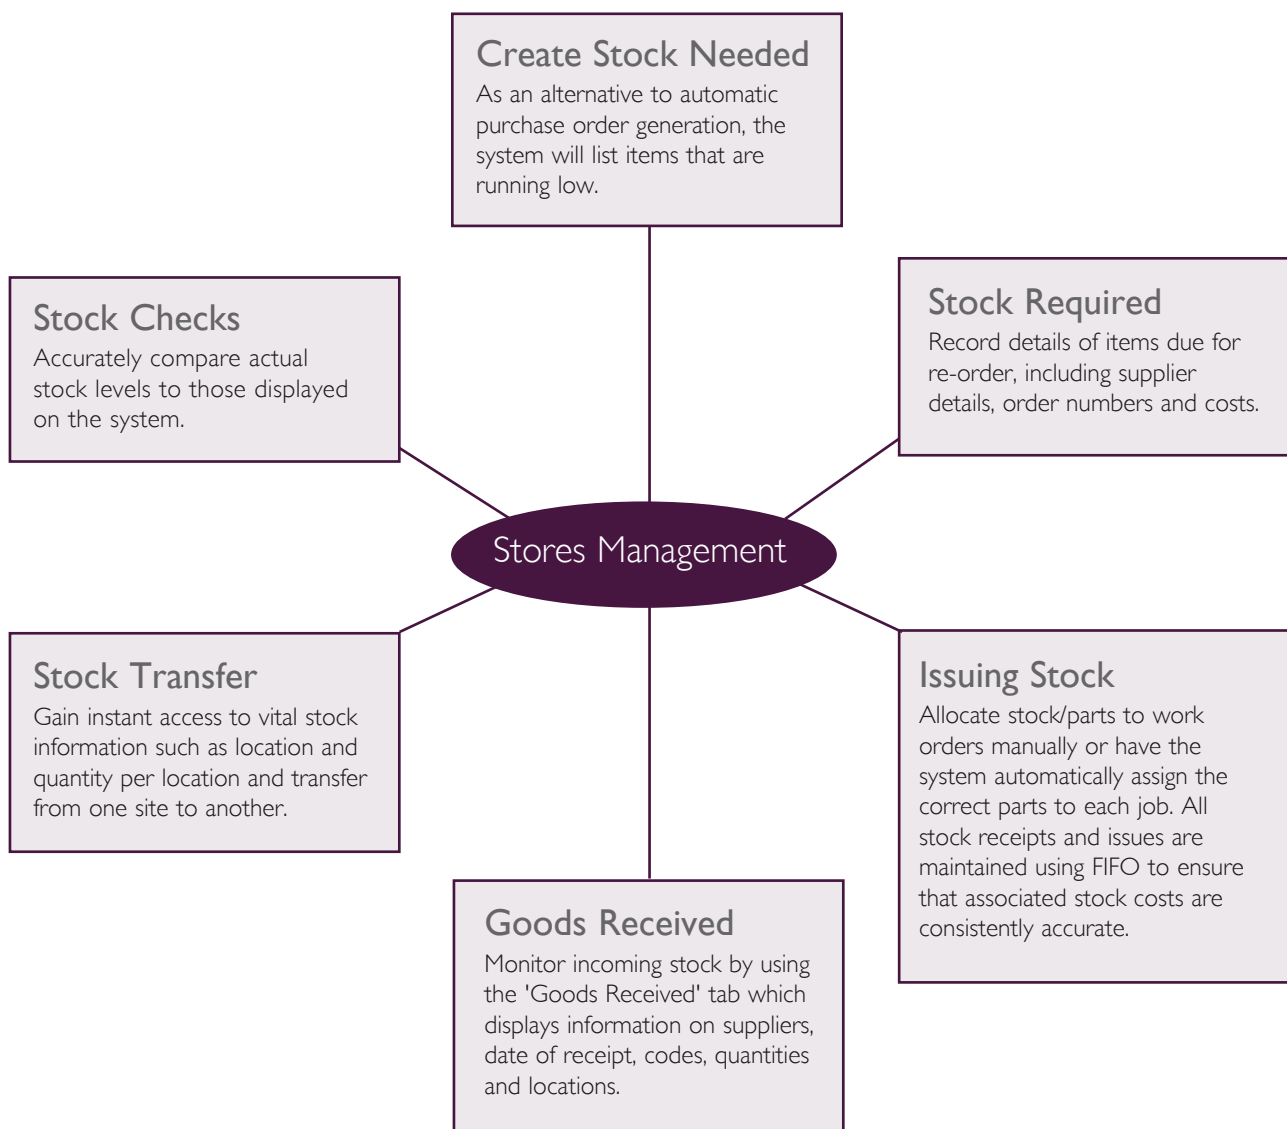 Create Stock Needed
As an alternative to automatic
purchase order generation, the
system will list items that are
running low.
Stock Checks
Accurately compare actual
stock levels to those displayed
on the system.
Stock Required
Record details of items due for
re-order, including supplier
details, order numbers and costs.
Stores Management
Stock Transfer
Gain instant access to vital stock
information such as location and
quantity per location and transfer
from one site to another.
Issuing Stock
Allocate stock/parts to work
orders manually or have the
system automatically assign the
correct parts to each job. All
stock receipts and issues are
maintained using FIFO to ensure
that associated stock costs are
consistently accurate.
Goods Received
Monitor incoming stock by using
the 'Goods Received' tab which
displays information on suppliers,
date of receipt, codes, quantities
and locations.